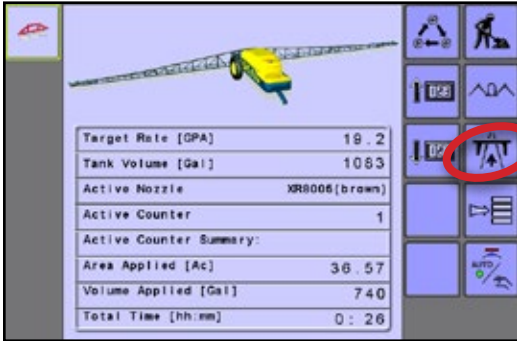 Target Rate [GPA] 19.2
Tank Volume [Gal] 1083
Active Nozzle XR8006(brown)
Active Counter 1
Active Counter Summary:
Area Applied [Ac] 36.57
Volume Applied [Gal] 740
Total Time [hh:mm] 0:26
AUTO